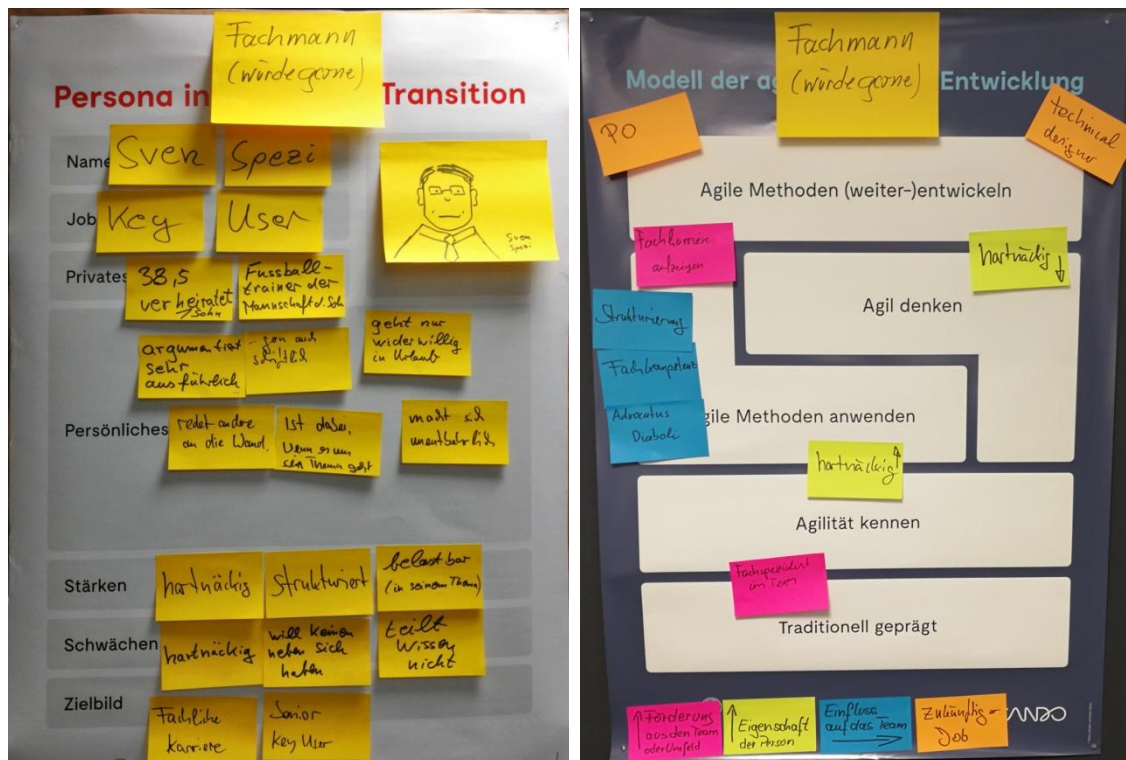 Fachmann
(würde gerne)
Persona in
Transition
Name
Sven
Spezi
Job
Key
User
Sven
Spezi
Privates
38,5
verheiratet
/Sohn
Fussball-
trainer der
Mannschaft d. Sohn
Persönliches
argumentiert
sehr
ausführlich
auch
schriftlich
geht nur
widerwillig
in Urlaub
redet andre
an die Wand.
Ist dabei,
wenn es um
sein Thema geht
macht sich
unentbehrlich
Stärken
hartnäckig
strukturiert
belastbar
(in seinem Thema)
Schwächen
hartnäckig
will keinen
neben sich
haben
teilt
Wissen
nicht
Zielbild
Fachliche
Karriere
Senior
Key User
Fachmann
(würde gerne)
Modell der ag
Entwicklung
PO
technical
designer
Agile Methoden (weiter-)entwickeln
Fachkarriere
aufzeigen
hartnäckig ↓
Agil denken
Strukturierung
Fachkompetenz
Advocatus
Diaboli
gile Methoden anwenden
hartnäckig ↑
Agilität kennen
Fachspezialist
im Team
Traditionell geprägt
↑ Förderung
aus dem Team
oder Umfeld
↑ Eigenschaft
der Person
Einfluss
auf das Team
→
Zukünftig-
Job